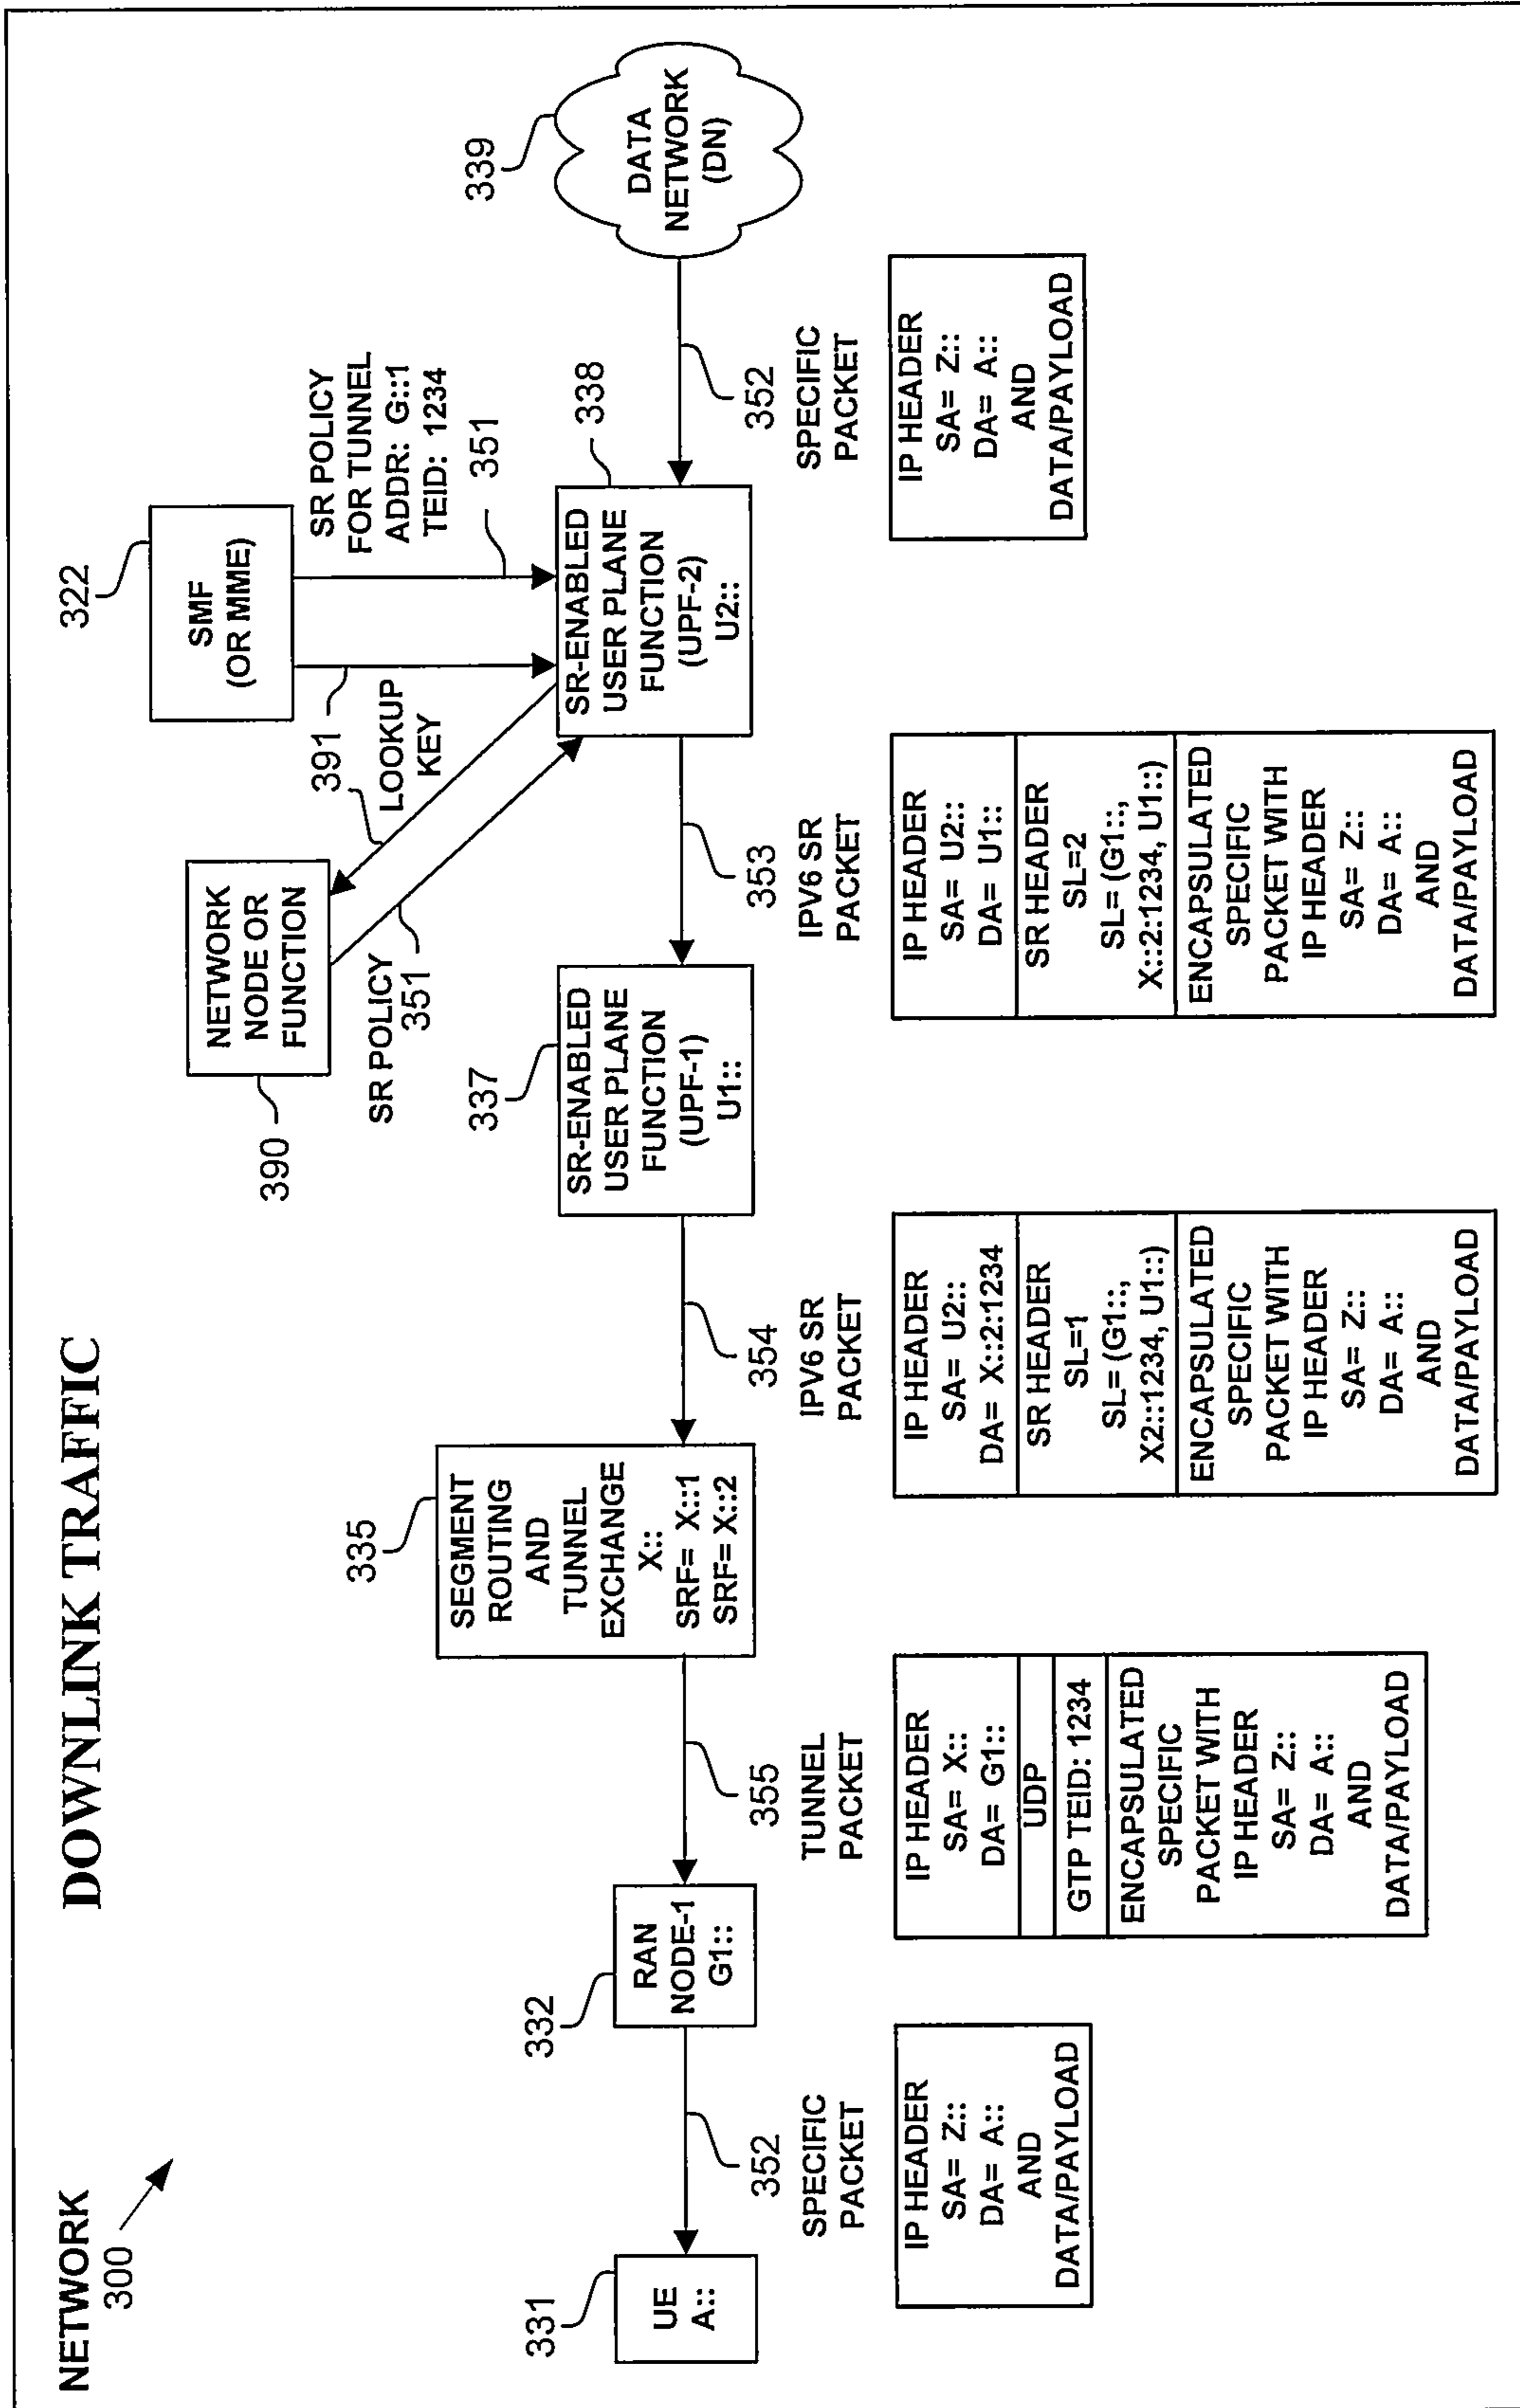 NETWORK
300
DOWNLINK TRAFFIC
322
SMF
(OR MME)
SR POLICY
FOR TUNNEL
ADDR: G::1
TEID: 1234
351
391
LOOKUP
KEY
NETWORK
NODE OR
FUNCTION
390
SR POLICY
351
331
UE
A::
332
RAN
NODE-1
G1::
335
SEGMENT
ROUTING
AND
TUNNEL
EXCHANGE
X::
SRF= X::1
SRF= X::2
337
SR-ENABLED
USER PLANE
FUNCTION
(UPF-1)
U1::
338
SR-ENABLED
USER PLANE
FUNCTION
(UPF-2)
U2::
339
DATA
NETWORK
(DN)
352
SPECIFIC
PACKET
IP HEADER
SA= Z::
DA= A::
AND
DATA/PAYLOAD
355
TUNNEL
PACKET
IP HEADER
SA= X::
DA= G1::
UDP
GTP TEID: 1234
ENCAPSULATED
SPECIFIC
PACKET WITH
IP HEADER
SA= Z::
DA= A::
AND
DATA/PAYLOAD
354
IPV6 SR
PACKET
IP HEADER
SA= U2::
DA= X::2:1234
SR HEADER
SL=1
SL= (G1::,
X2::1234, U1::)
ENCAPSULATED
SPECIFIC
PACKET WITH
IP HEADER
SA= Z::
DA= A::
AND
DATA/PAYLOAD
353
IPV6 SR
PACKET
IP HEADER
SA= U2::
DA= U1::
SR HEADER
SL=2
SL= (G1::,
X::2:1234, U1::)
ENCAPSULATED
SPECIFIC
PACKET WITH
IP HEADER
SA= Z::
DA= A::
AND
DATA/PAYLOAD
352
SPECIFIC
PACKET
IP HEADER
SA= Z::
DA= A::
AND
DATA/PAYLOAD